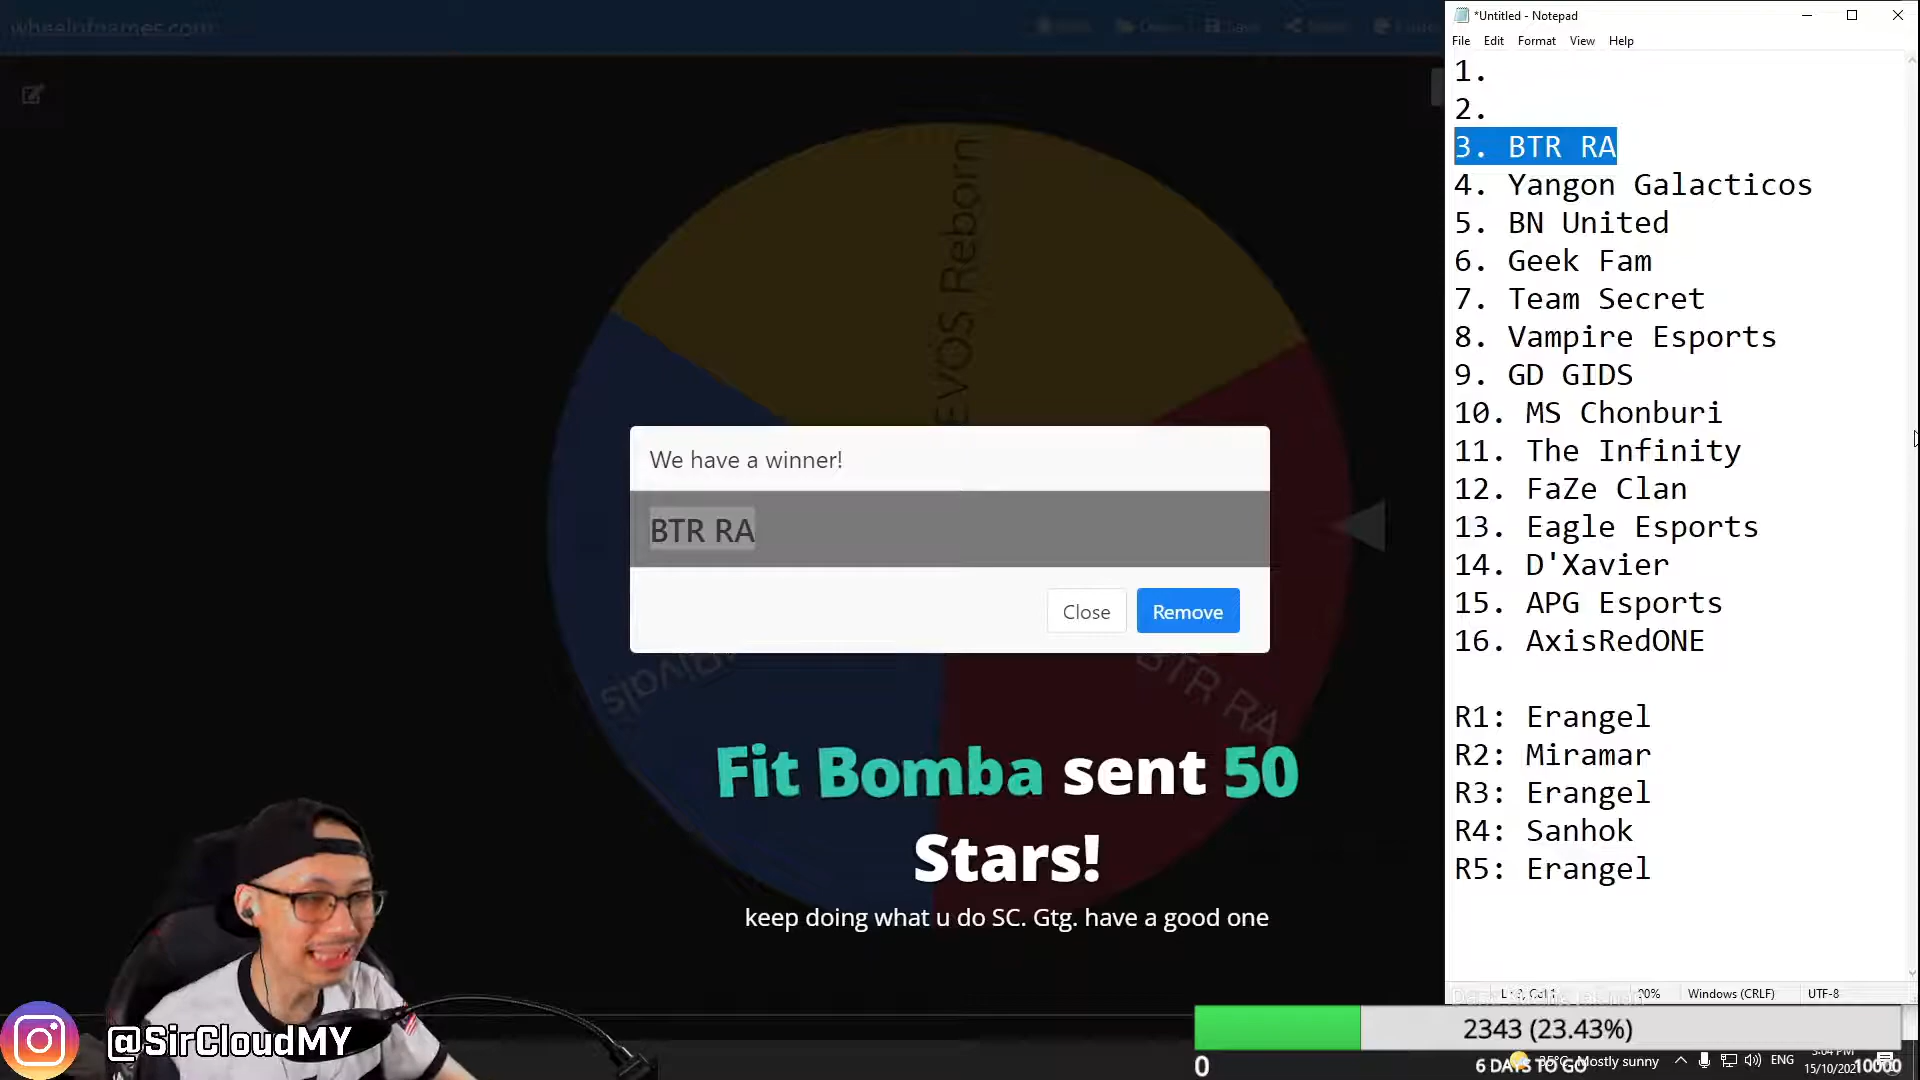 wheelofnames.com
*Untitled - Notepad
File Edit Format View Help
1.
2.
3. BTR RA
4. Yangon Galacticos
5. BN United
6. Geek Fam
7. Team Secret
8. Vampire Esports
9. GD GIDS
10. MS Chonburi
11. The Infinity
12. FaZe Clan
13. Eagle Esports
14. D'Xavier
15. APG Esports
16. AxisRedONE
R1: Erangel
R2: Miramar
R3: Erangel
R4: Sanhok
R5: Erangel
Windows (CRLF) UTF-8
EVOS Reborn
We have a winner!
BTR RA
Close Remove
Rivals
BTR RA
Fit Bomba sent 50
Stars!
keep doing what u do SC. Gtg. have a good one
@SirCloudMY
2343 (23.43%)
0 6 DAYS TO GO 10000
35°C Mostly sunny ENG